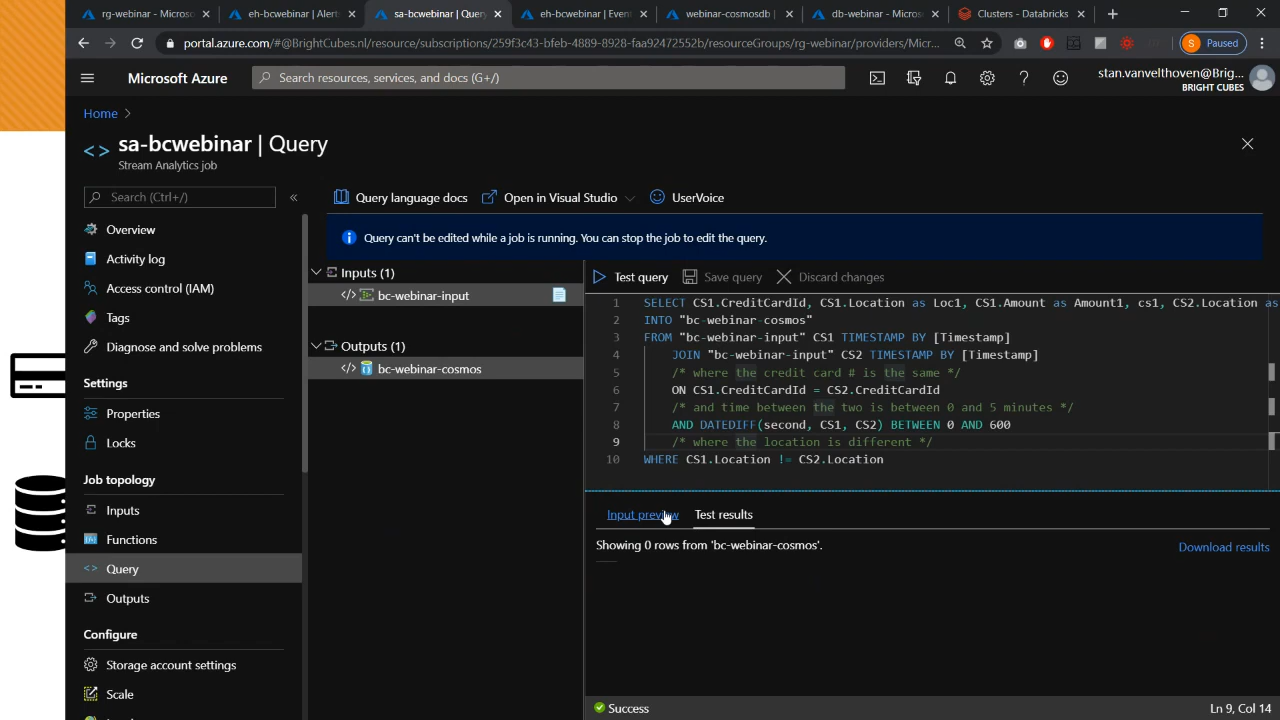 rg-webinar - Microso
eh-bcwebinar | Alert
sa-bcwebinar | Query
eh-bcwebinar | Event
webinar-cosmosdb |
db-webinar - Microso
Clusters - Databricks
portal.azure.com/#@BrightCubes.nl/resource/subscriptions/259f3c43-bfeb-4889-8928-faa92472552b/resourceGroups/rg-webinar/providers/Micr...
S Paused
Microsoft Azure
Search resources, services, and docs (G+/)
stan.vanvelthoven@Brig...
BRIGHT CUBES
Home
sa-bcwebinar | Query
Stream Analytics job
Search (Ctrl+/)
Overview
Activity log
Access control (IAM)
Tags
Diagnose and solve problems
Settings
Properties
Locks
Job topology
Inputs
Functions
Query
Outputs
Configure
Storage account settings
Scale
Query language docs
Open in Visual Studio
UserVoice
Query can't be edited while a job is running. You can stop the job to edit the query.
Inputs (1)
bc-webinar-input
Outputs (1)
bc-webinar-cosmos
Test query
Save query
Discard changes
1 SELECT CS1.CreditCardId, CS1.Location as Loc1, CS1.Amount as Amount1, cs1, CS2.Location as
2 INTO "bc-webinar-cosmos"
3 FROM "bc-webinar-input" CS1 TIMESTAMP BY [Timestamp]
4 JOIN "bc-webinar-input" CS2 TIMESTAMP BY [Timestamp]
5 /* where the credit card # is the same */
6 ON CS1.CreditCardId = CS2.CreditCardId
7 /* and time between the two is between 0 and 5 minutes */
8 AND DATEDIFF(second, CS1, CS2) BETWEEN 0 AND 600
9 /* where the location is different */
10 WHERE CS1.Location != CS2.Location
Input preview
Test results
Showing 0 rows from 'bc-webinar-cosmos'.
Download results
Success
Ln 9, Col 14